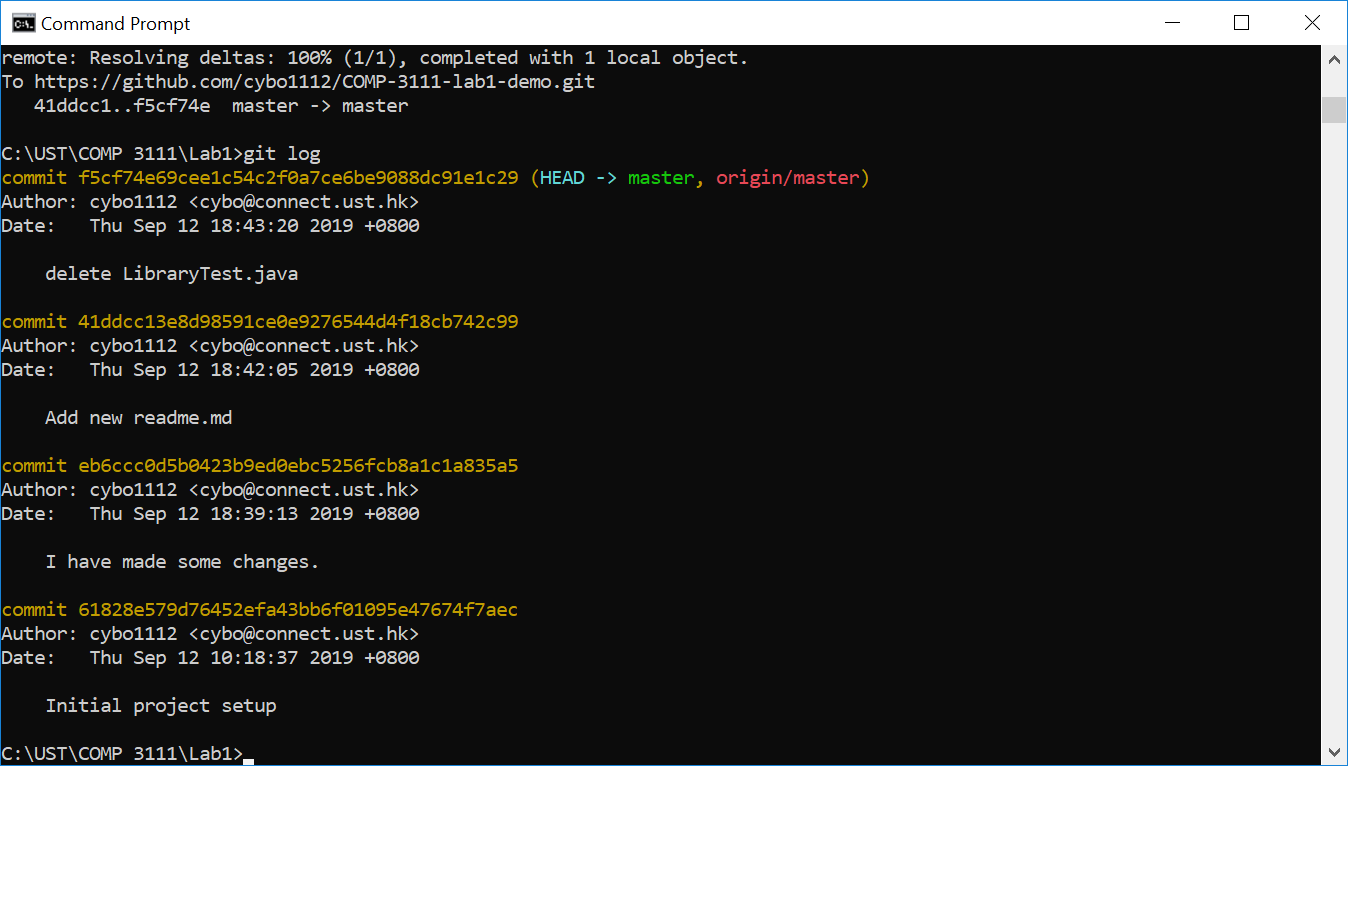 Command Prompt
remote: Resolving deltas: 100% (1/1), completed with 1 local object.
To https://github.com/cybo1112/COMP-3111-lab1-demo.git
   41ddcc1..f5cf74e  master -> master
C:\UST\COMP 3111\Lab1>git log
commit f5cf74e69cee1c54c2f0a7ce6be9088dc91e1c29 (HEAD -> master, origin/master)
Author: cybo1112 <cybo@connect.ust.hk>
Date:   Thu Sep 12 18:43:20 2019 +0800
    delete LibraryTest.java
commit 41ddcc13e8d98591ce0e9276544d4f18cb742c99
Author: cybo1112 <cybo@connect.ust.hk>
Date:   Thu Sep 12 18:42:05 2019 +0800
    Add new readme.md
commit eb6ccc0d5b0423b9ed0ebc5256fcb8a1c1a835a5
Author: cybo1112 <cybo@connect.ust.hk>
Date:   Thu Sep 12 18:39:13 2019 +0800
    I have made some changes.
commit 61828e579d76452efa43bb6f01095e47674f7aec
Author: cybo1112 <cybo@connect.ust.hk>
Date:   Thu Sep 12 10:18:37 2019 +0800
    Initial project setup
C:\UST\COMP 3111\Lab1>